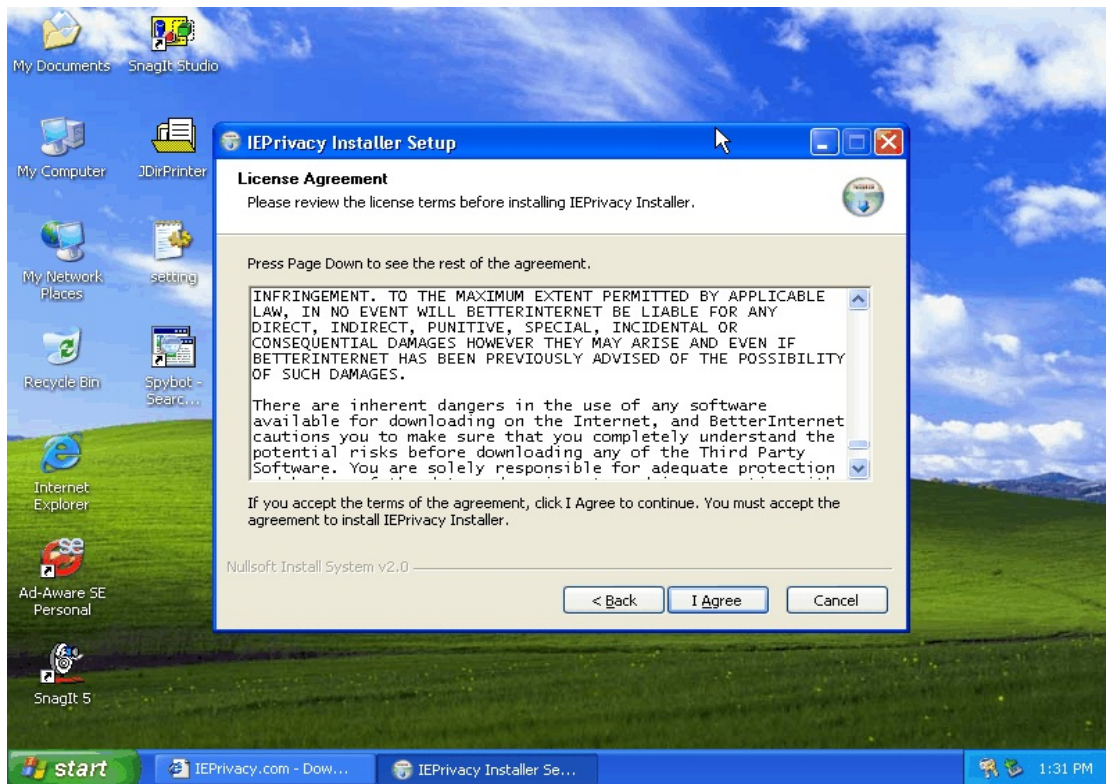 My Documents
SnagIt Studio
My Computer
JDirPrinter
My Network
Places
setting
Recycle Bin
Spybot -
Searc...
Internet
Explorer
Ad-Aware SE
Personal
SnagIt 5
IEPrivacy Installer Setup
License Agreement
Please review the license terms before installing IEPrivacy Installer.
Press Page Down to see the rest of the agreement.
INFRINGEMENT. TO THE MAXIMUM EXTENT PERMITTED BY APPLICABLE
LAW, IN NO EVENT WILL BETTERINTERNET BE LIABLE FOR ANY
DIRECT, INDIRECT, PUNITIVE, SPECIAL, INCIDENTAL OR
CONSEQUENTIAL DAMAGES HOWEVER THEY MAY ARISE AND EVEN IF
BETTERINTERNET HAS BEEN PREVIOUSLY ADVISED OF THE POSSIBILITY
OF SUCH DAMAGES.
There are inherent dangers in the use of any software
available for downloading on the Internet, and BetterInternet
cautions you to make sure that you completely understand the
potential risks before downloading any of the Third Party
Software. You are solely responsible for adequate protection
If you accept the terms of the agreement, click I Agree to continue. You must accept the
agreement to install IEPrivacy Installer.
Nullsoft Install System v2.0
< Back
I Agree
Cancel
start
IEPrivacy.com - Dow...
IEPrivacy Installer Se...
1:31 PM